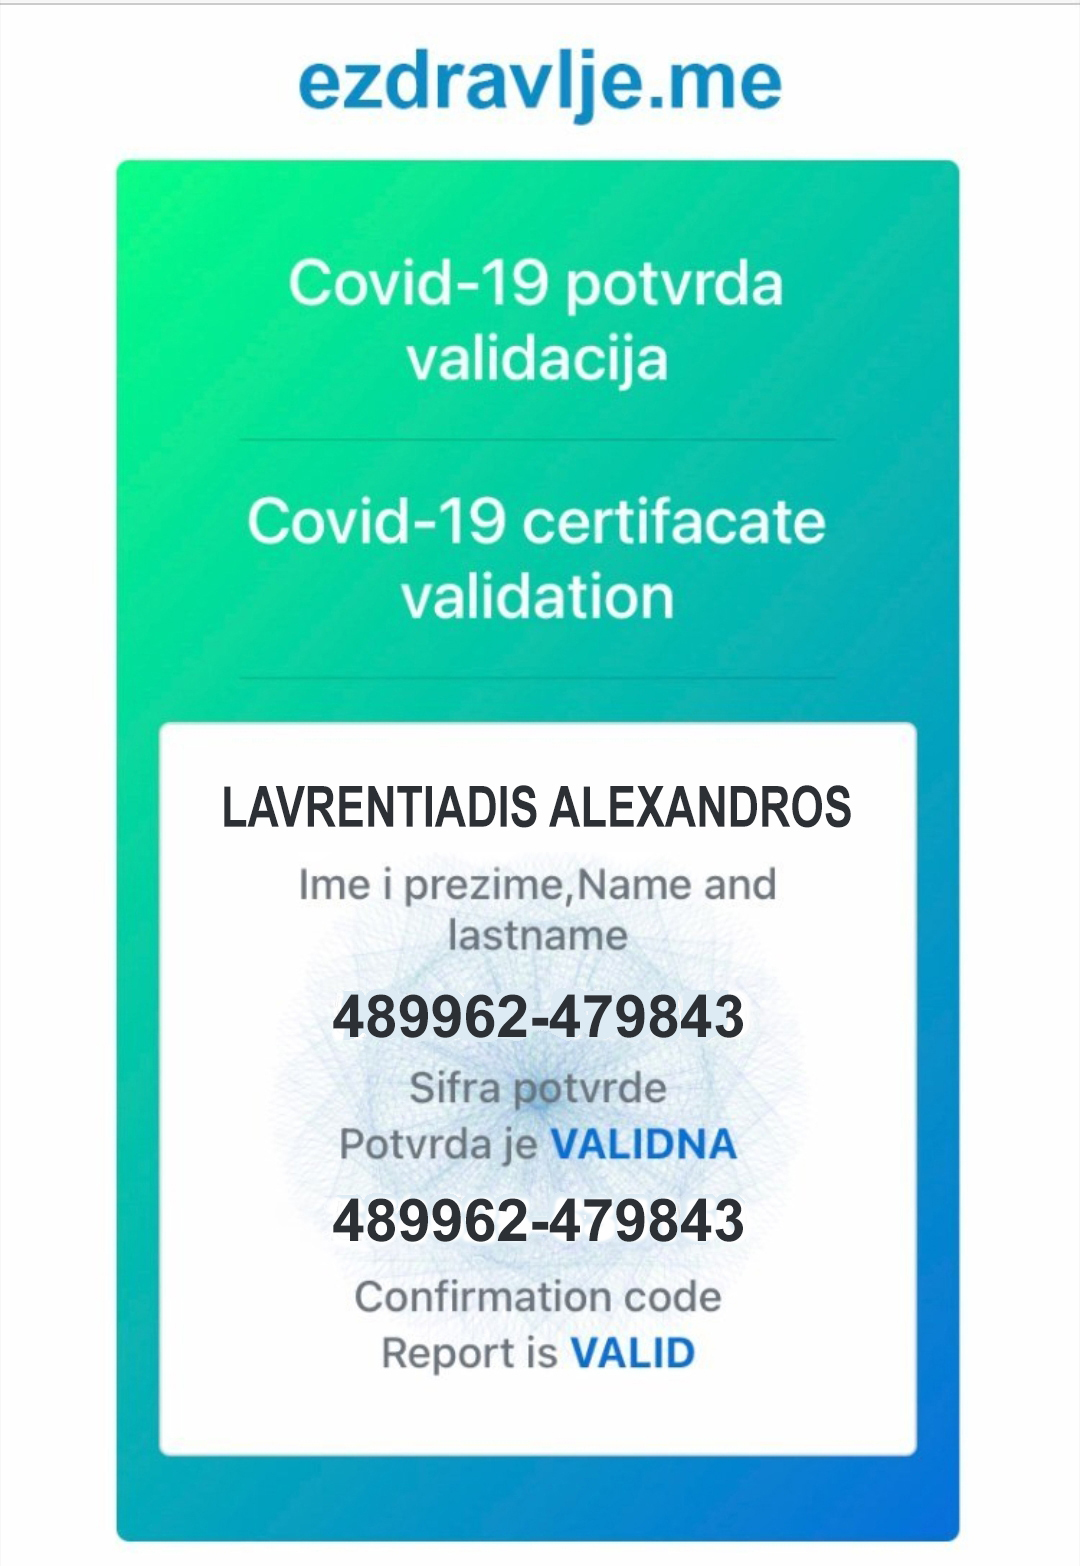 ezdravlje.me
Covid-19 potvrda
validacija
Covid-19 certifacate
validation
LAVRENTIADIS ALEXANDROS
Ime i prezime,Name and
lastname
489962-479843
Sifra potvrde
Potvrda je VALIDNA
489962-479843
Confirmation code
Report is VALID